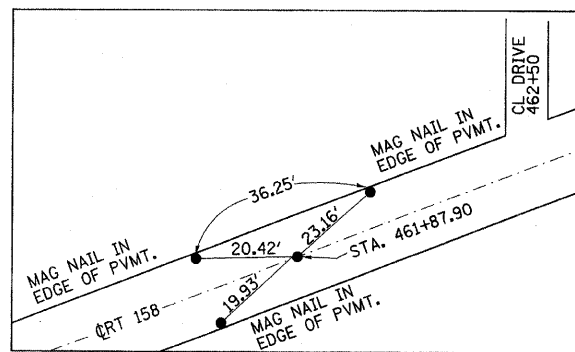 CL DRIVE
462+50
MAG NAIL IN
EDGE OF PVMT.
36.25'
23.16'
20.42'
STA. 461+87.90
MAG NAIL IN
EDGE OF PVMT.
19.93'
℄ RT 158
MAG NAIL IN
EDGE OF PVMT.